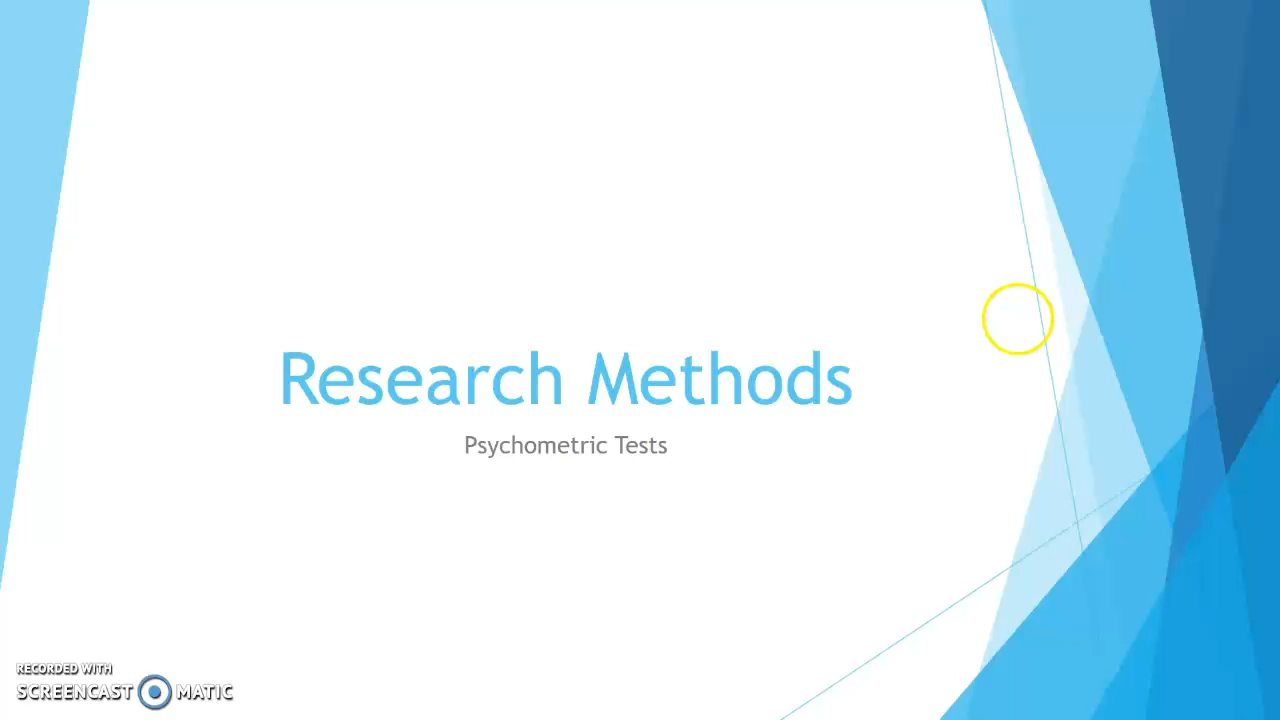 Research Methods
Psychometric Tests
RECORDED WITH
SCREENCAST MATIC